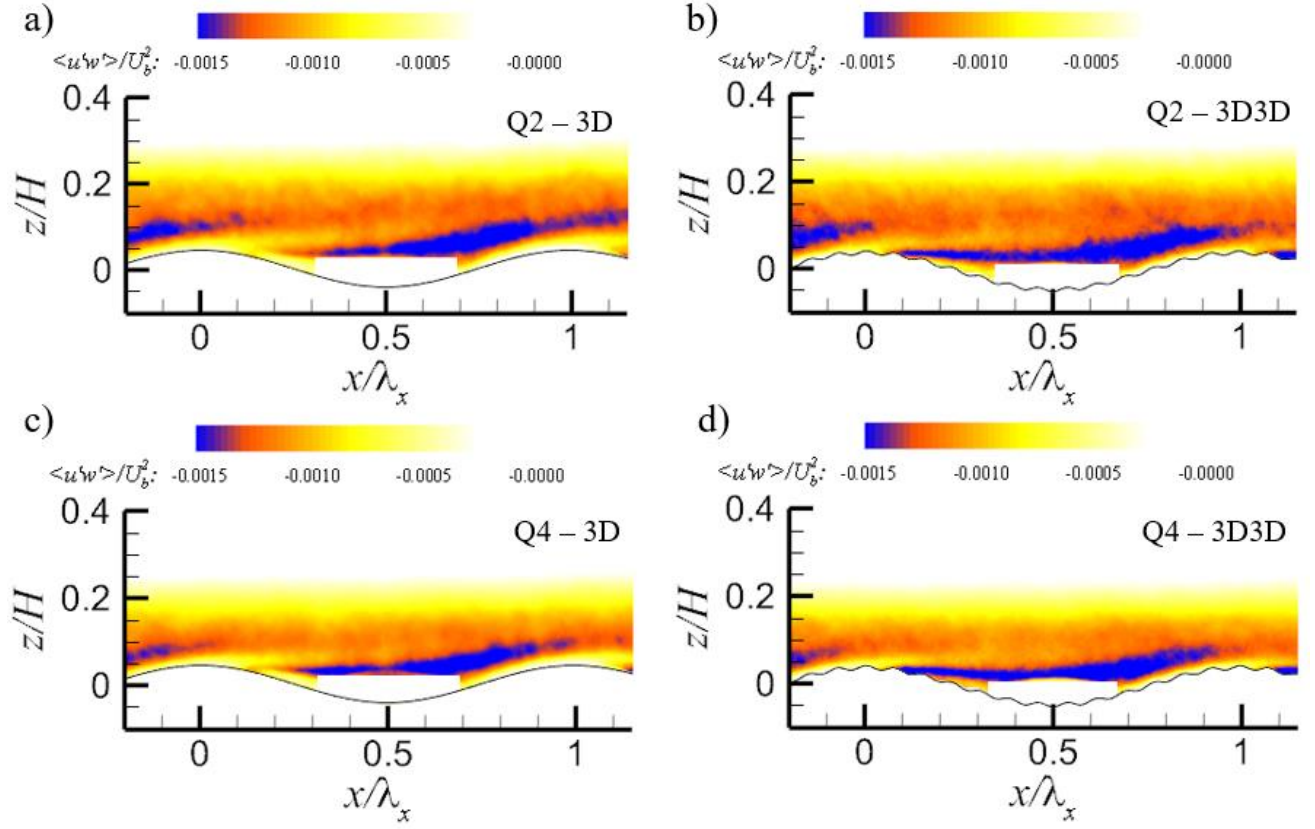 a)
<u'w'>/U_b^2: -0.0015 -0.0010 -0.0005 -0.0000
Q2 – 3D
0.4
0.2
0
z/H
0 0.5 1
x/λ_x
b)
<u'w'>/U_b^2: -0.0015 -0.0010 -0.0005 -0.0000
Q2 – 3D3D
0.4
0.2
0
z/H
0 0.5 1
x/λ_x
c)
<u'w'>/U_b^2: -0.0015 -0.0010 -0.0005 -0.0000
Q4 – 3D
0.4
0.2
0
z/H
0 0.5 1
x/λ_x
d)
<u'w'>/U_b^2: -0.0015 -0.0010 -0.0005 -0.0000
Q4 – 3D3D
0.4
0.2
0
z/H
0 0.5 1
x/λ_x